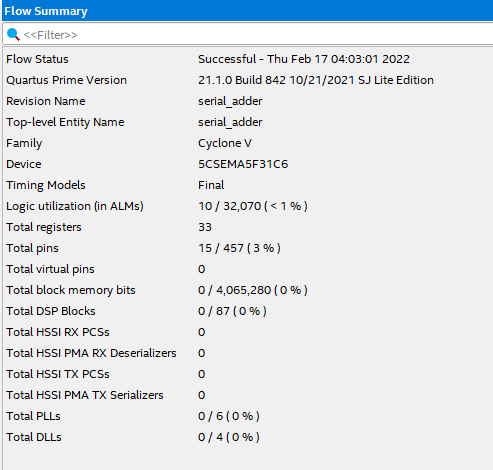 Flow Summary
<<Filter>>
Flow Status Successful - Thu Feb 17 04:03:01 2022
Quartus Prime Version 21.1.0 Build 842 10/21/2021 SJ Lite Edition
Revision Name serial_adder
Top-level Entity Name serial_adder
Family Cyclone V
Device 5CSEMA5F31C6
Timing Models Final
Logic utilization (in ALMs) 10 / 32,070 ( < 1 % )
Total registers 33
Total pins 15 / 457 ( 3 % )
Total virtual pins 0
Total block memory bits 0 / 4,065,280 ( 0 % )
Total DSP Blocks 0 / 87 ( 0 % )
Total HSSI RX PCSs 0
Total HSSI PMA RX Deserializers 0
Total HSSI TX PCSs 0
Total HSSI PMA TX Serializers 0
Total PLLs 0 / 6 ( 0 % )
Total DLLs 0 / 4 ( 0 % )